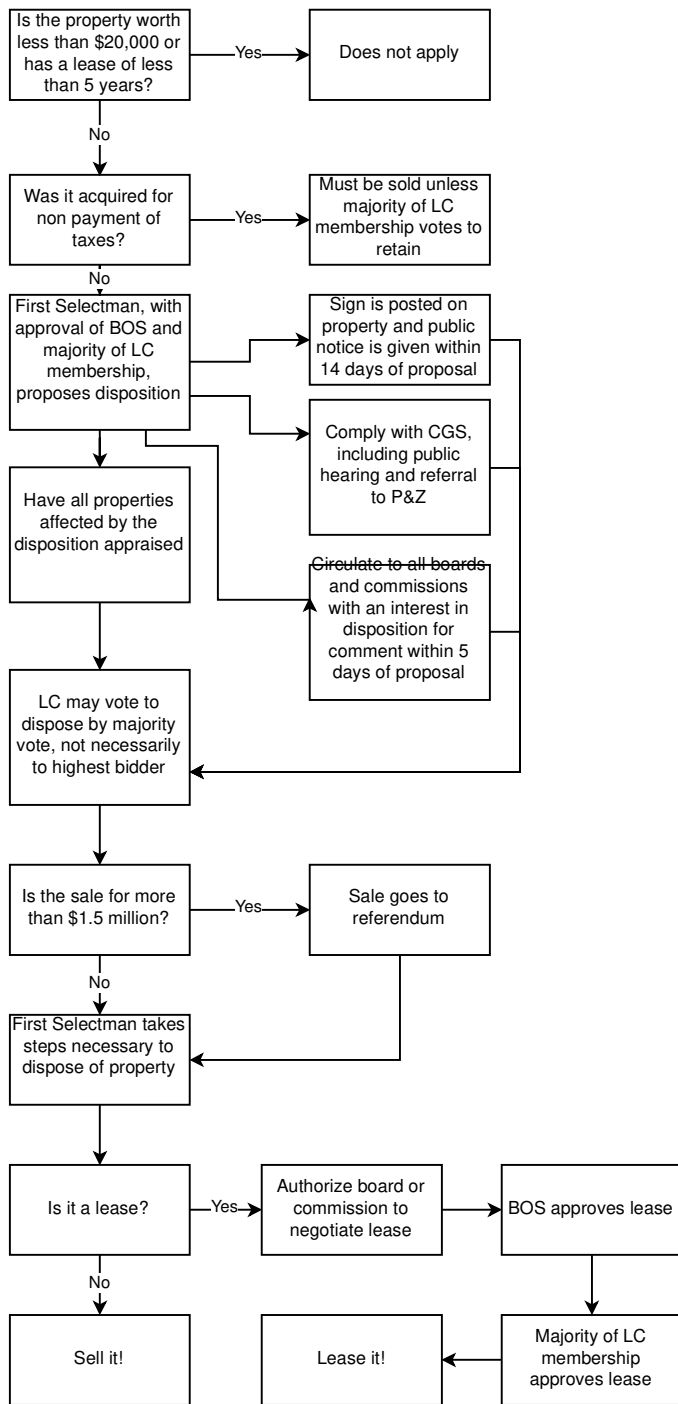 Is the property worth
less than $20,000 or
has a lease of less
than 5 years?
Yes
Does not apply
No
Was it acquired for
non payment of
taxes?
Yes
Must be sold unless
majority of LC
membership votes to
retain
No
First Selectman, with
approval of BOS and
majority of LC
membership,
proposes disposition
Sign is posted on
property and public
notice is given within
14 days of proposal
Comply with CGS,
including public
hearing and referral
to P&Z
Have all properties
affected by the
disposition appraised
Circulate to all boards
and commissions
with an interest in
disposition for
comment within 5
days of proposal
LC may vote to
dispose by majority
vote, not necessarily
to highest bidder
Is the sale for more
than $1.5 million?
Yes
Sale goes to
referendum
No
First Selectman takes
steps necessary to
dispose of property
Is it a lease?
Yes
Authorize board or
commission to
negotiate lease
BOS approves lease
No
Sell it!
Lease it!
Majority of LC
membership
approves lease